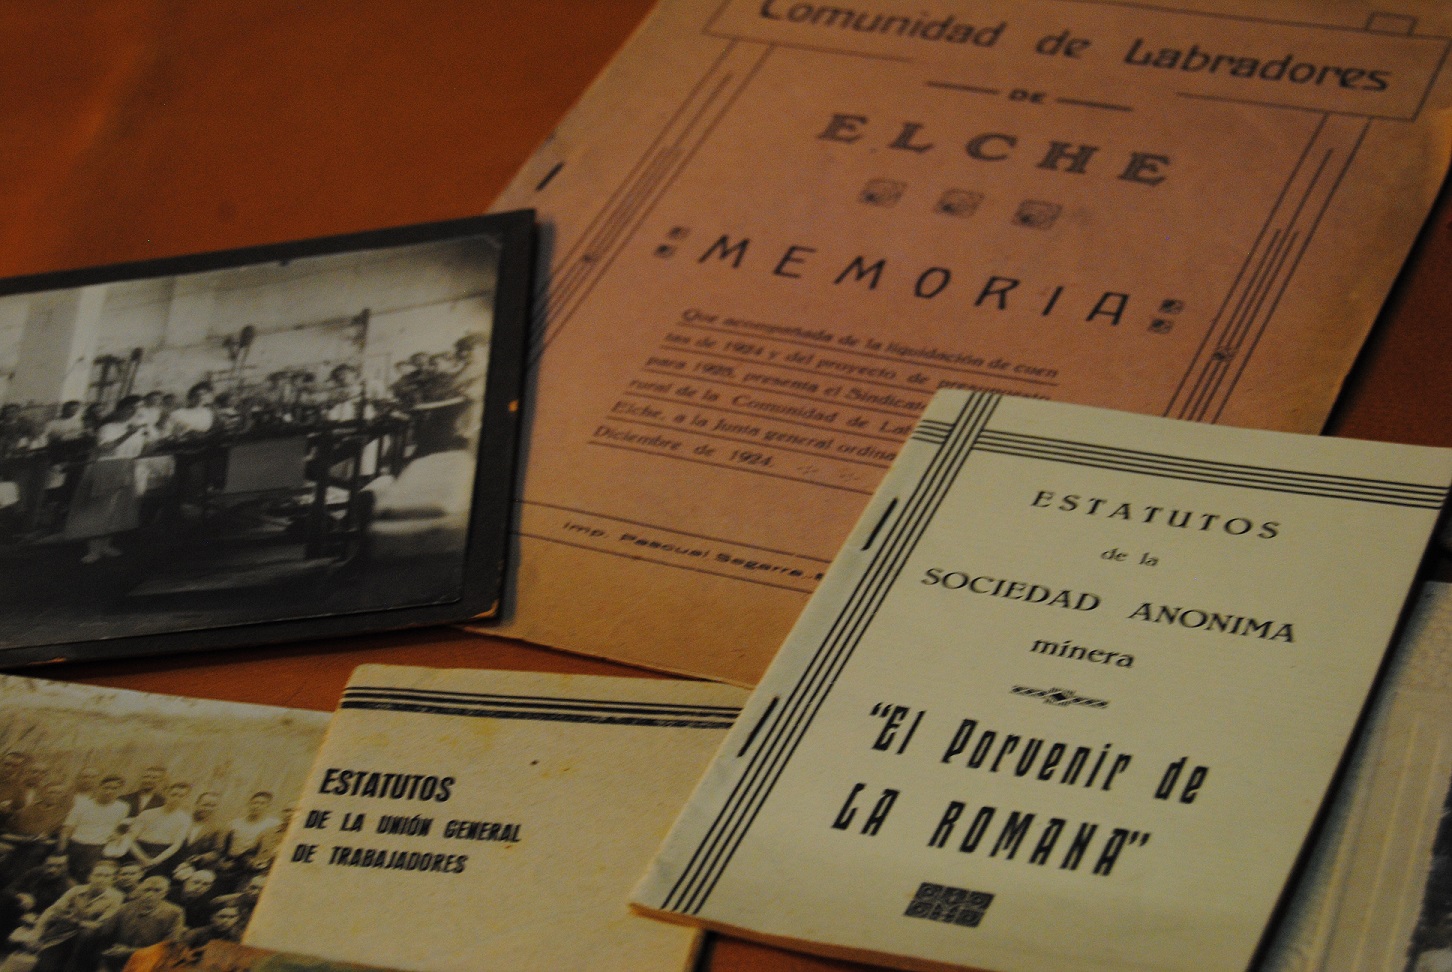 Comunidad de Labradores
DE
ELCHE
MEMORIA
Que acompañada de la liquidación de cuen
tas de 1924 y del proyecto de presupuesto
para 1925, presenta el Sindicato
rural de la Comunidad de
Elche, a la Junta general
Diciembre de 1924.
Imp. Pascual Segarra.
ESTATUTOS
de la
SOCIEDAD ANONIMA
minera
"El Porvenir de
LA ROMANA"
ESTATUTOS
DE LA UNIÓN GENERAL
DE TRABAJADORES